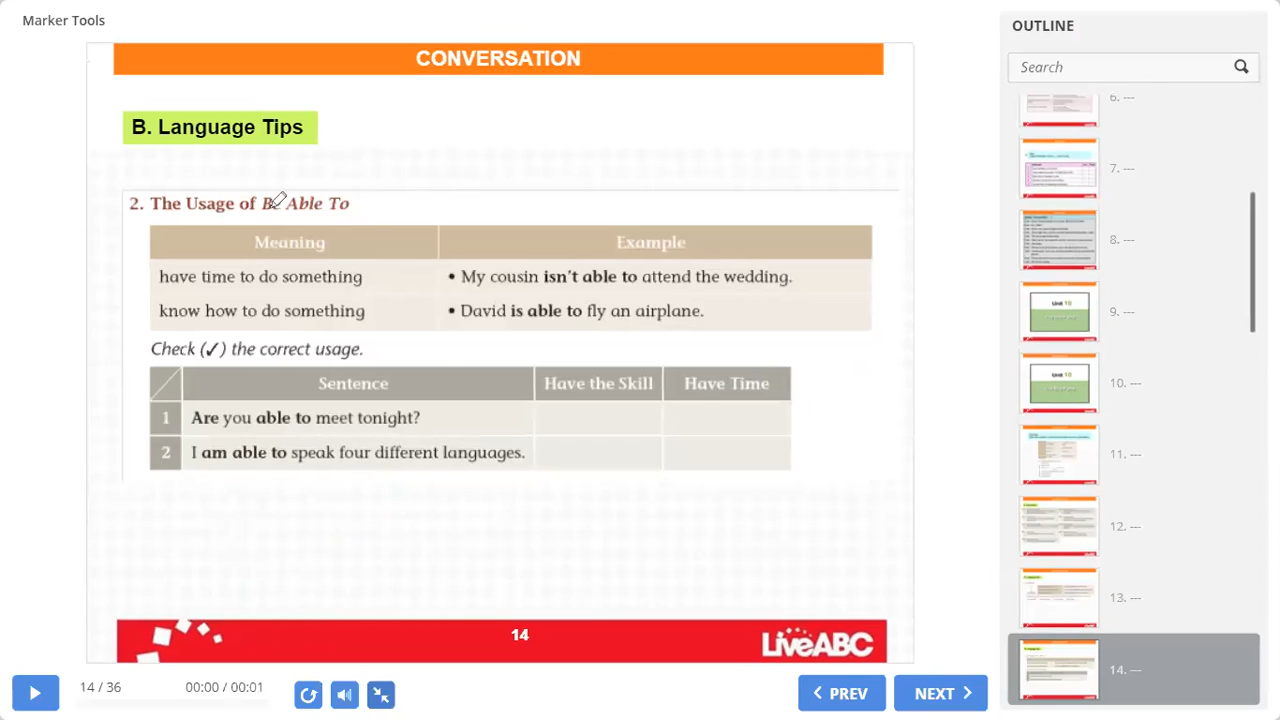 Marker Tools
CONVERSATION
B. Language Tips
2. The Usage of Be Able To
Meaning Example
have time to do something • My cousin isn't able to attend the wedding.
know how to do something • David is able to fly an airplane.
Check (✓) the correct usage.
Sentence Have the Skill Have Time
1 Are you able to meet tonight?
2 I am able to speak four different languages.
14
LiveABC
14 / 36
00:00 / 00:01
PREV
NEXT
OUTLINE
Search
6. ---
7. ---
8. ---
9. ---
10. ---
11. ---
12. ---
13. ---
14. ---